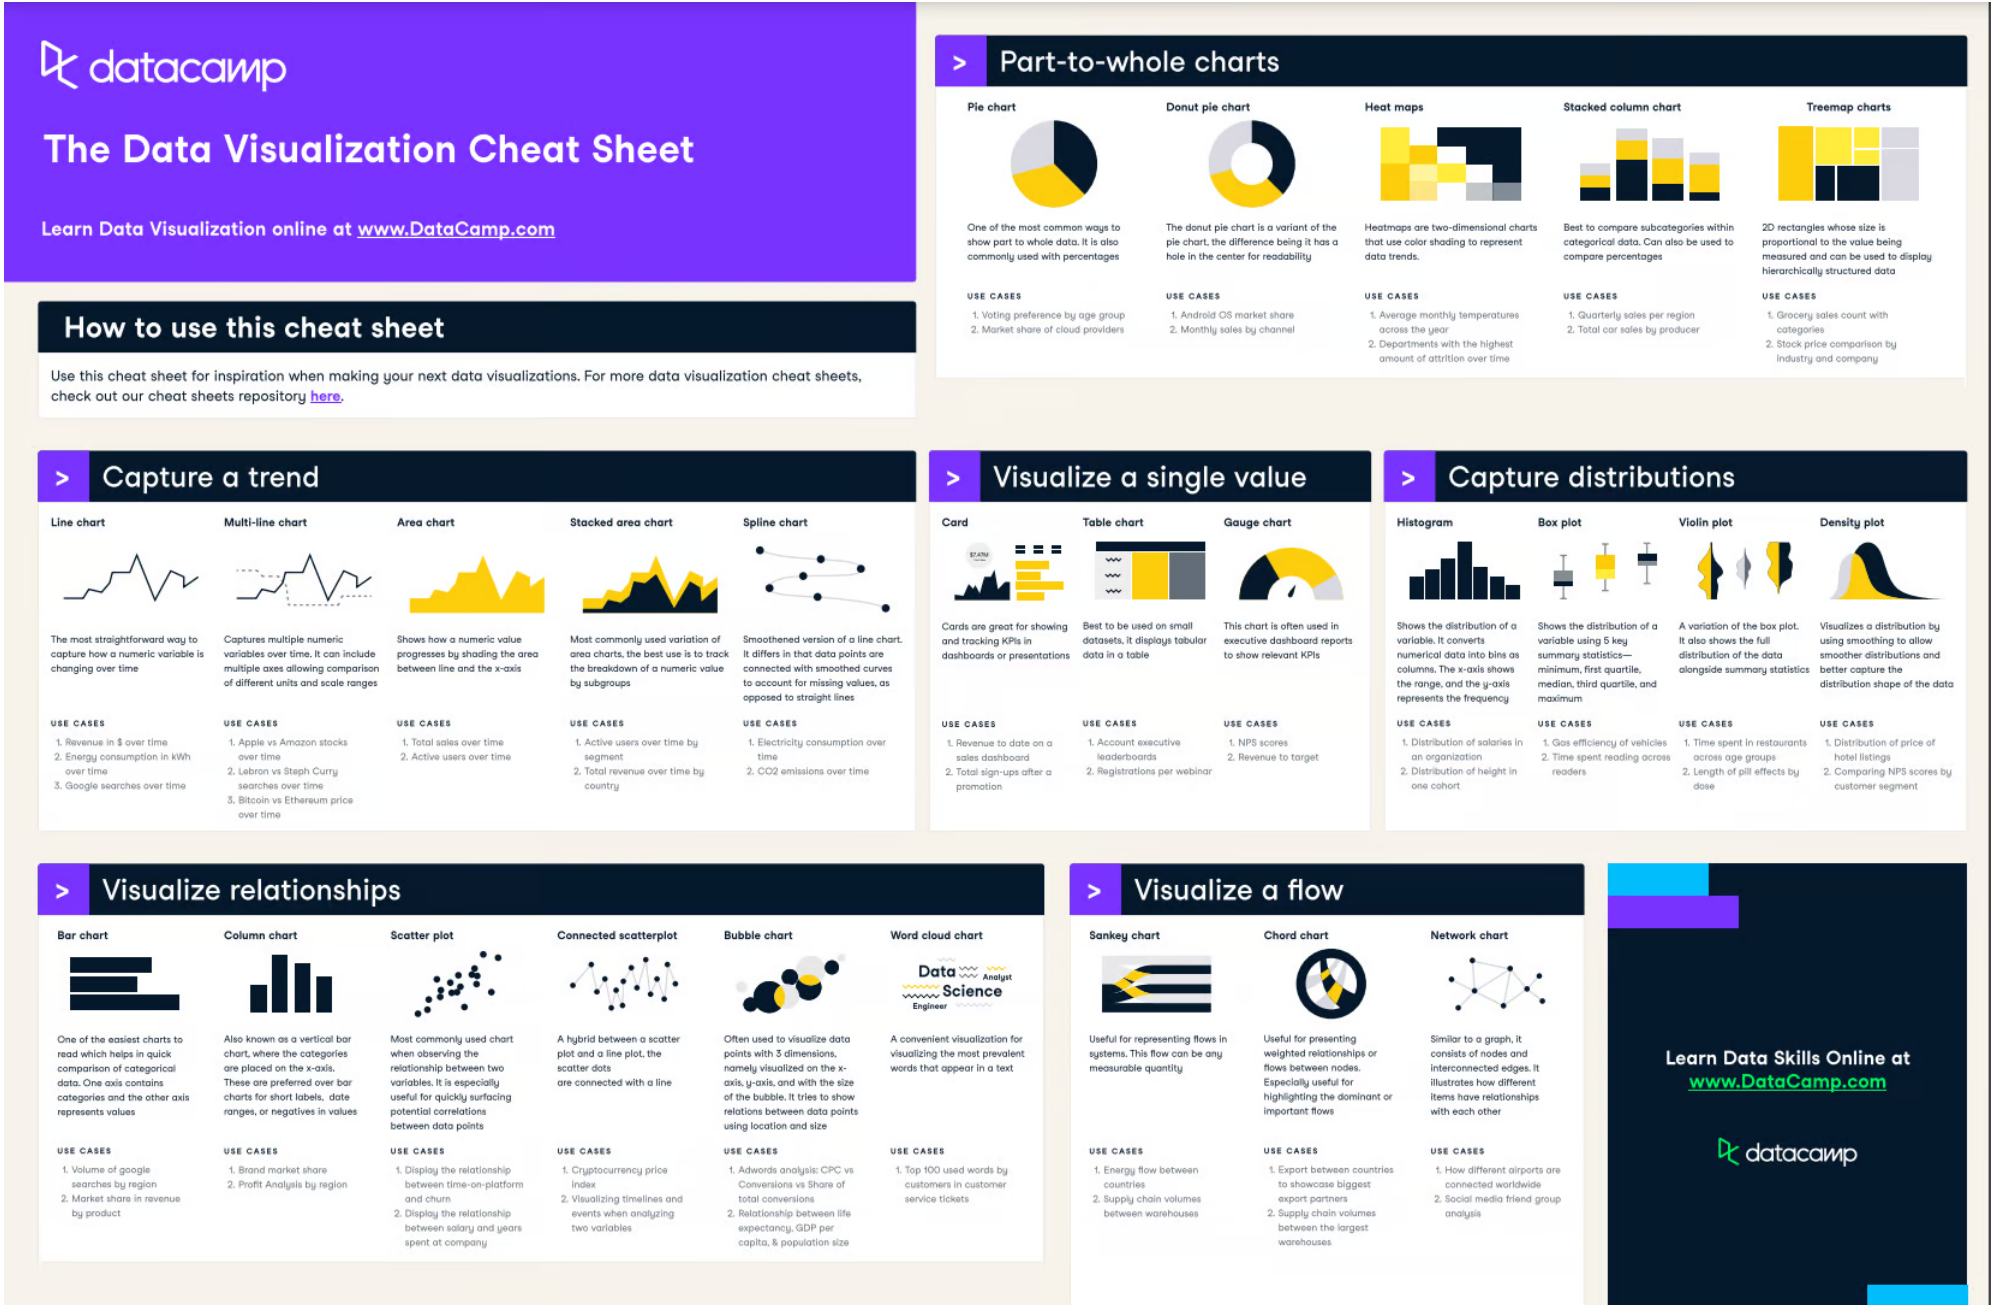 datacamp
The Data Visualization Cheat Sheet
Learn Data Visualization online at www.DataCamp.com
How to use this cheat sheet
Use this cheat sheet for inspiration when making your next data visualizations. For more data visualization cheat sheets,
check out our cheat sheets repository here.
> Part-to-whole charts
Pie chart
One of the most common ways to
show part to whole data. It is also
commonly used with percentages
USE CASES
1. Voting preference by age group
2. Market share of cloud providers
Donut pie chart
The donut pie chart is a variant of the
pie chart, the difference being it has a
hole in the center for readability
USE CASES
1. Android OS market share
2. Monthly sales by channel
Heat maps
Heatmaps are two-dimensional charts
that use color shading to represent
data trends.
USE CASES
1. Average monthly temperatures
across the year
2. Departments with the highest
amount of attrition over time
Stacked column chart
Best to compare subcategories within
categorical data. Can also be used to
compare percentages
USE CASES
1. Quarterly sales per region
2. Total car sales by producer
Treemap charts
2D rectangles whose size is
proportional to the value being
measured and can be used to display
hierarchically structured data
USE CASES
1. Grocery sales count with
categories
2. Stock price comparison by
industry and company
> Capture a trend
Line chart
The most straightforward way to
capture how a numeric variable is
changing over time
USE CASES
1. Revenue in $ over time
2. Energy consumption in kWh
over time
3. Google searches over time
Multi-line chart
Captures multiple numeric
variables over time. It can include
multiple axes allowing comparison
of different units and scale ranges
USE CASES
1. Apple vs Amazon stocks
over time
2. Lebron vs Steph Curry
searches over time
3. Bitcoin vs Ethereum price
over time
Area chart
Shows how a numeric value
progresses by shading the area
between line and the x-axis
USE CASES
1. Total sales over time
2. Active users over time
Stacked area chart
Most commonly used variation of
area charts, the best use is to track
the breakdown of a numeric value
by subgroups
USE CASES
1. Active users over time by
segment
2. Total revenue over time by
country
Spline chart
Smoothened version of a line chart.
It differs in that data points are
connected with smoothed curves
to account for missing values, as
opposed to straight lines
USE CASES
1. Electricity consumption over
time
2. CO2 emissions over time
> Visualize a single value
Card
$7.47M
Cards are great for showing
and tracking KPIs in
dashboards or presentations
USE CASES
1. Revenue to date on a
sales dashboard
2. Total sign-ups after a
promotion
Table chart
Best to be used on small
datasets, it displays tabular
data in a table
USE CASES
1. Account executive
leaderboards
2. Registrations per webinar
Gauge chart
This chart is often used in
executive dashboard reports
to show relevant KPIs
USE CASES
1. NPS scores
2. Revenue to target
> Capture distributions
Histogram
Shows the distribution of a
variable. It converts
numerical data into bins as
columns. The x-axis shows
the range, and the y-axis
represents the frequency
USE CASES
1. Distribution of salaries in
an organization
2. Distribution of height in
one cohort
Box plot
Shows the distribution of a
variable using 5 key
summary statistics—
minimum, first quartile,
median, third quartile, and
maximum
USE CASES
1. Gas efficiency of vehicles
2. Time spent reading across
readers
Violin plot
A variation of the box plot.
It also shows the full
distribution of the data
alongside summary statistics
USE CASES
1. Time spent in restaurants
across age groups
2. Length of pill effects by
dose
Density plot
Visualizes a distribution by
using smoothing to allow
smoother distributions and
better capture the
distribution shape of the data
USE CASES
1. Distribution of price of
hotel listings
2. Comparing NPS scores by
customer segment
> Visualize relationships
Bar chart
One of the easiest charts to
read which helps in quick
comparison of categorical
data. One axis contains
categories and the other axis
represents values
USE CASES
1. Volume of google
searches by region
2. Market share in revenue
by product
Column chart
Also known as a vertical bar
chart, where the categories
are placed on the x-axis.
These are preferred over bar
charts for short labels, date
ranges, or negatives in values
USE CASES
1. Brand market share
2. Profit Analysis by region
Scatter plot
Most commonly used chart
when observing the
relationship between two
variables. It is especially
useful for quickly surfacing
potential correlations
between data points
USE CASES
1. Display the relationship
between time-on-platform
and churn
2. Display the relationship
between salary and years
spent at company
Connected scatterplot
A hybrid between a scatter
plot and a line plot, the
scatter dots
are connected with a line
USE CASES
1. Cryptocurrency price
index
2. Visualizing timelines and
events when analyzing
two variables
Bubble chart
Often used to visualize data
points with 3 dimensions,
namely visualized on the x-
axis, y-axis, and with the size
of the bubble. It tries to show
relations between data points
using location and size
USE CASES
1. Adwords analysis: CPC vs
Conversions vs Share of
total conversions
2. Relationship between life
expectancy, GDP per
capita, & population size
Word cloud chart
Data
Analyst
Science
Engineer
A convenient visualization for
visualizing the most prevalent
words that appear in a text
USE CASES
1. Top 100 used words by
customers in customer
service tickets
> Visualize a flow
Sankey chart
Useful for representing flows in
systems. This flow can be any
measurable quantity
USE CASES
1. Energy flow between
countries
2. Supply chain volumes
between warehouses
Chord chart
Useful for presenting
weighted relationships or
flows between nodes.
Especially useful for
highlighting the dominant or
important flows
USE CASES
1. Export between countries
to showcase biggest
export partners
2. Supply chain volumes
between the largest
warehouses
Network chart
Similar to a graph, it
consists of nodes and
interconnected edges. It
illustrates how different
items have relationships
with each other
USE CASES
1. How different airports are
connected worldwide
2. Social media friend group
analysis
Learn Data Skills Online at
www.DataCamp.com
datacamp